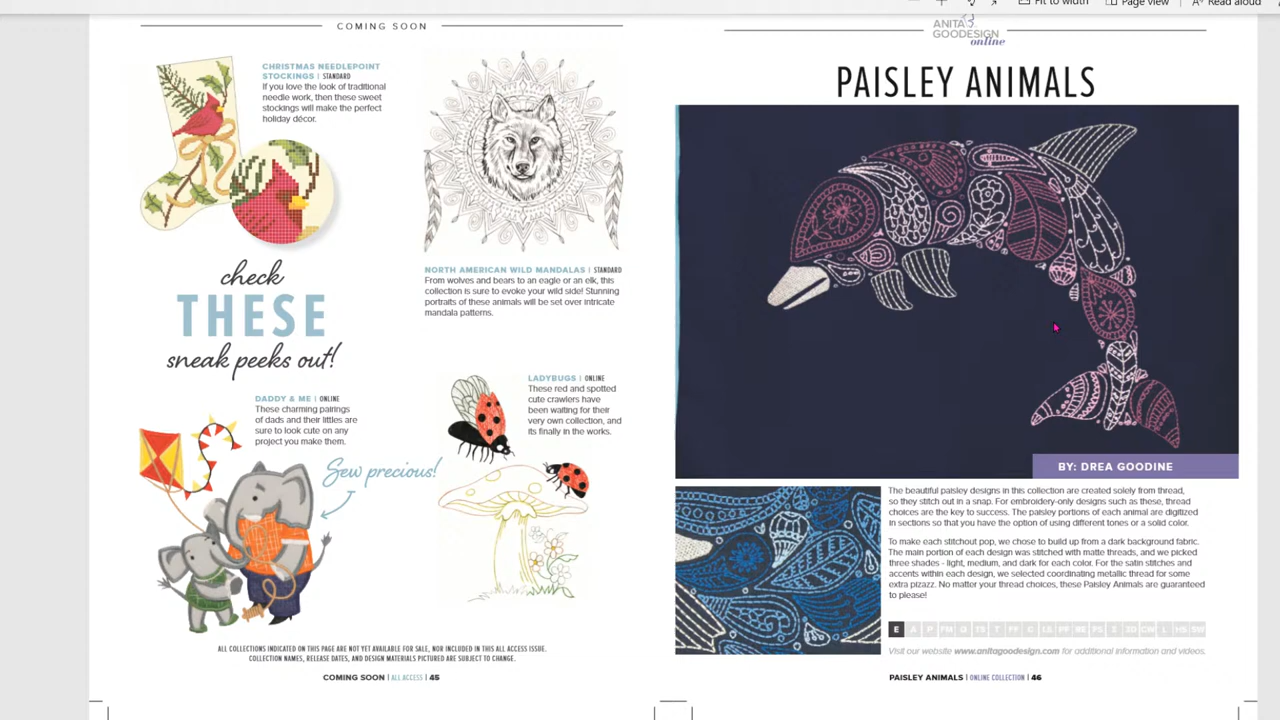 Fit to width
Page view
Read aloud
COMING SOON
CHRISTMAS NEEDLEPOINT
STOCKINGS | STANDARD
If you love the look of traditional
needle work, then these sweet
stockings will make the perfect
holiday décor.
check
THESE
sneak peeks out!
NORTH AMERICAN WILD MANDALAS | STANDARD
From wolves and bears to an eagle or an elk, this
collection is sure to evoke your wild side! Stunning
portraits of these animals will be set over intricate
mandala patterns.
DADDY & ME | ONLINE
These charming pairings
of dads and their littles are
sure to look cute on any
project you make them.
Sew precious!
LADYBUGS | ONLINE
These red and spotted
cute crawlers have
been waiting for their
very own collection, and
its finally in the works.
ALL COLLECTIONS INDICATED ON THIS PAGE ARE NOT YET AVAILABLE FOR SALE, NOR INCLUDED IN THIS ALL ACCESS ISSUE.
COLLECTION NAMES, RELEASE DATES, AND DESIGN MATERIALS PICTURED ARE SUBJECT TO CHANGE.
COMING SOON | ALL ACCESS | 45
ANITA
GOODESIGN
online
PAISLEY ANIMALS
BY: DREA GOODINE
The beautiful paisley designs in this collection are created solely from thread,
so they stitch out in a snap. For embroidery-only designs such as these, thread
choices are the key to success. The paisley portions of each animal are digitized
in sections so that you have the option of using different tones or a solid color.
To make each stitchout pop, we chose to build up from a dark background fabric.
The main portion of each design was stitched with matte threads, and we picked
three shades - light, medium, and dark for each color. For the satin stitches and
accents within each design, we selected coordinating metallic thread for some
extra pizazz. No matter your thread choices, these Paisley Animals are guaranteed
to please!
E A P FM Q TB T FF C LS PF RE PS S 3D CW L HS SW
Visit our website www.anitagoodesign.com for additional information and videos.
PAISLEY ANIMALS | ONLINE COLLECTION | 46